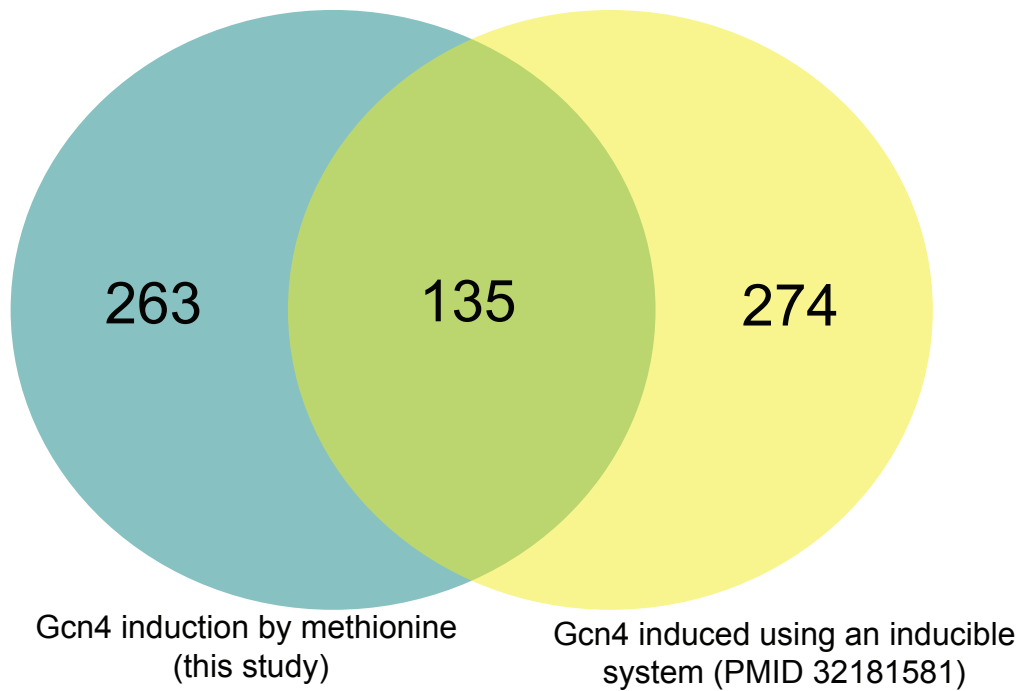 263
135
274
Gcn4 induction by methionine
(this study)
Gcn4 induced using an inducible
system (PMID 32181581)